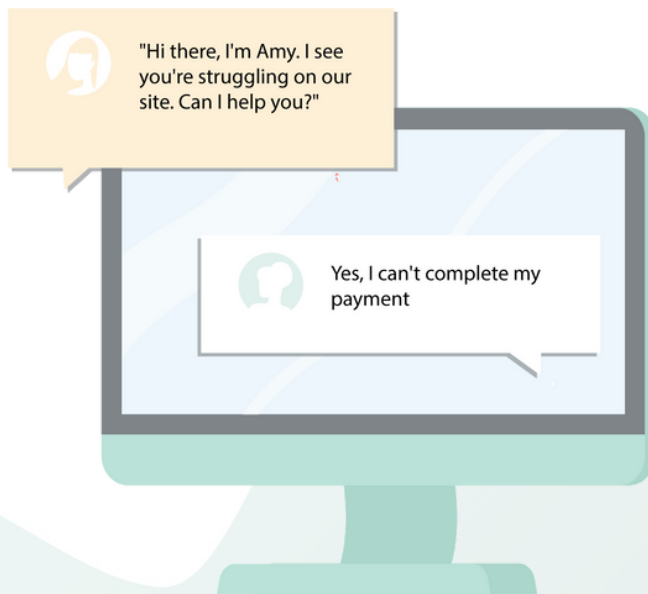 "Hi there, I'm Amy. I see
you're struggling on our
site. Can I help you?"
Yes, I can't complete my
payment